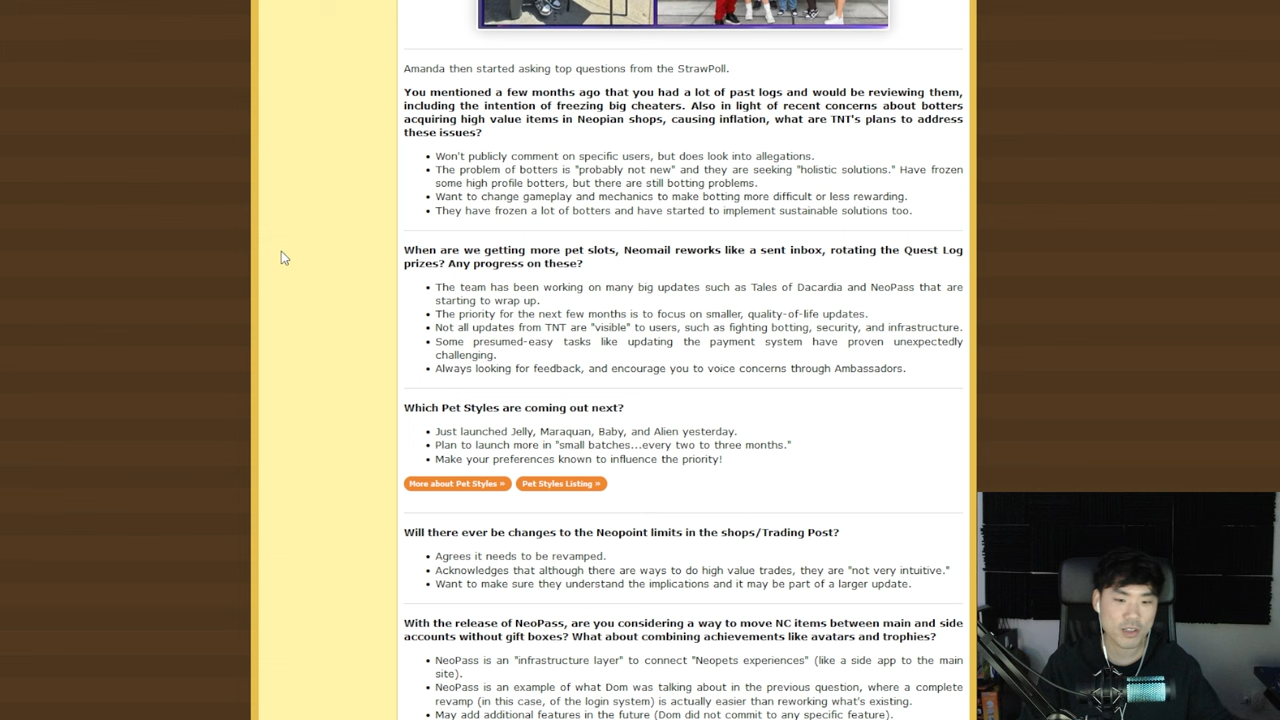 Amanda then started asking top questions from the StrawPoll.
You mentioned a few months ago that you had a lot of past logs and would be reviewing them,
including the intention of freezing big cheaters. Also in light of recent concerns about botters
acquiring high value items in Neopian shops, causing inflation, what are TNT's plans to address
these issues?
• Won't publicly comment on specific users, but does look into allegations.
• The problem of botters is "probably not new" and they are seeking "holistic solutions." Have frozen
some high profile botters, but there are still botting problems.
• Want to change gameplay and mechanics to make botting more difficult or less rewarding.
• They have frozen a lot of botters and have started to implement sustainable solutions too.
When are we getting more pet slots, Neomail reworks like a sent inbox, rotating the Quest Log
prizes? Any progress on these?
• The team has been working on many big updates such as Tales of Dacardia and NeoPass that are
starting to wrap up.
• The priority for the next few months is to focus on smaller, quality-of-life updates.
• Not all updates from TNT are "visible" to users, such as fighting botting, security, and infrastructure.
• Some presumed-easy tasks like updating the payment system have proven unexpectedly
challenging.
• Always looking for feedback, and encourage you to voice concerns through Ambassadors.
Which Pet Styles are coming out next?
• Just launched Jelly, Maraquan, Baby, and Alien yesterday.
• Plan to launch more in "small batches...every two to three months."
• Make your preferences known to influence the priority!
More about Pet Styles » Pet Styles Listing »
Will there ever be changes to the Neopoint limits in the shops/Trading Post?
• Agrees it needs to be revamped.
• Acknowledges that although there are ways to do high value trades, they are "not very intuitive."
• Want to make sure they understand the implications and it may be part of a larger update.
With the release of NeoPass, are you considering a way to move NC items between main and side
accounts without gift boxes? What about combining achievements like avatars and trophies?
• NeoPass is an "infrastructure layer" to connect "Neopets experiences" (like a side app to the main
site).
• NeoPass is an example of what Dom was talking about in the previous question, where a complete
revamp (in this case, of the login system) is actually easier than reworking what's existing.
• May add additional features in the future (Dom did not commit to any specific feature).